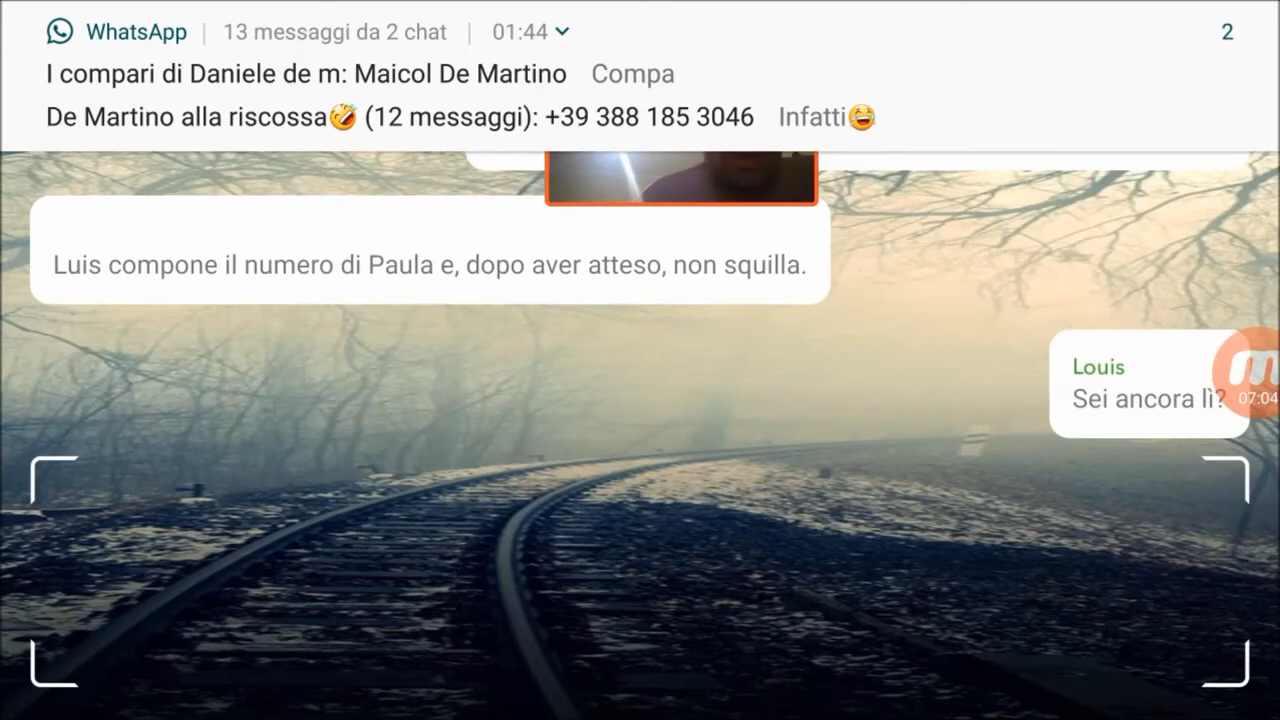 WhatsApp | 13 messaggi da 2 chat | 01:44 2
I compari di Daniele de m: Maicol De Martino Compa
De Martino alla riscossa🤣 (12 messaggi): +39 388 185 3046 Infatti😂
Luis compone il numero di Paula e, dopo aver atteso, non squilla.
Louis
Sei ancora lì?
07:04